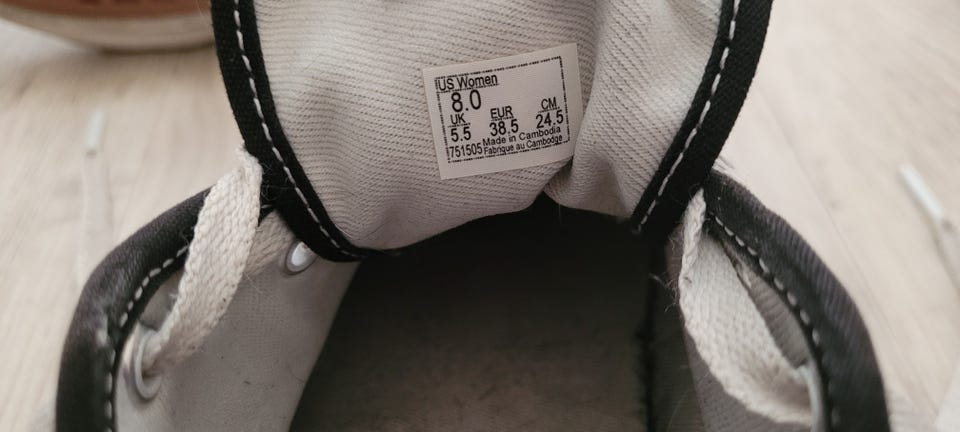 US Women
8.0
UK EUR CM
5.5 38.5 24.5
751505 Made in Cambodia
Fabrique au Cambodge